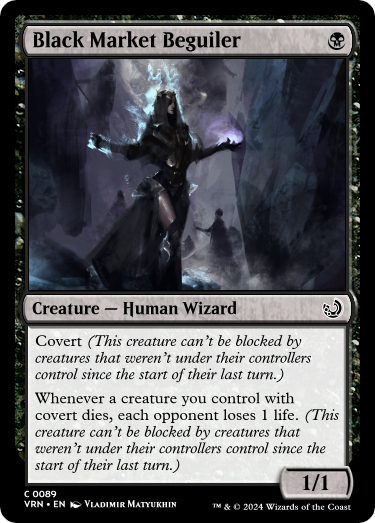 Black Market Beguiler
Creature — Human Wizard
Covert (This creature can't be blocked by
creatures that weren't under their controllers
control since the start of their last turn.)
Whenever a creature you control with
covert dies, each opponent loses 1 life. (This
creature can't be blocked by creatures that
weren't under their controllers control since the
start of their last turn.)
1/1
C 0089
VRN • EN Vladimir Matyukhin
™ & © 2024 Wizards of the Coast